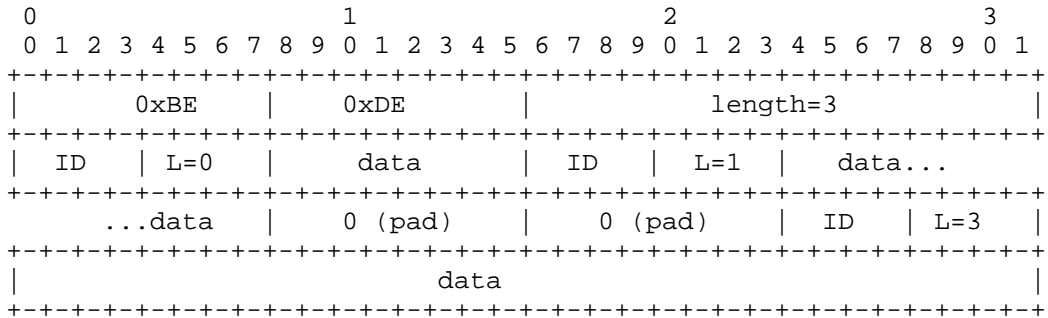 0                   1                   2                   3
 0 1 2 3 4 5 6 7 8 9 0 1 2 3 4 5 6 7 8 9 0 1 2 3 4 5 6 7 8 9 0 1
+-+-+-+-+-+-+-+-+-+-+-+-+-+-+-+-+-+-+-+-+-+-+-+-+-+-+-+-+-+-+-+-+
|       0xBE    |    0xDE       |           length=3            |
+-+-+-+-+-+-+-+-+-+-+-+-+-+-+-+-+-+-+-+-+-+-+-+-+-+-+-+-+-+-+-+-+
|  ID   | L=0   |     data      |  ID   |  L=1  |   data...
+-+-+-+-+-+-+-+-+-+-+-+-+-+-+-+-+-+-+-+-+-+-+-+-+-+-+-+-+-+-+-+-+
      ...data   |    0 (pad)    |    0 (pad)    |  ID   | L=3   |
+-+-+-+-+-+-+-+-+-+-+-+-+-+-+-+-+-+-+-+-+-+-+-+-+-+-+-+-+-+-+-+-+
|                          data                                 |
+-+-+-+-+-+-+-+-+-+-+-+-+-+-+-+-+-+-+-+-+-+-+-+-+-+-+-+-+-+-+-+-+